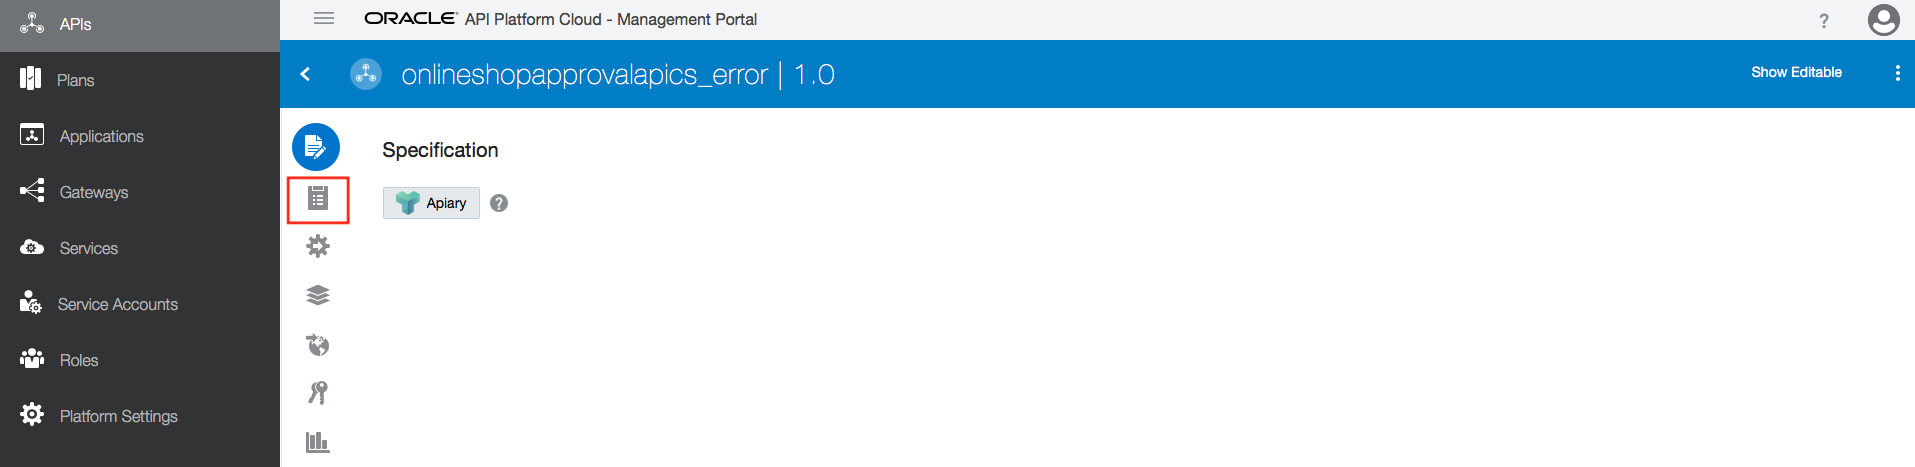 APIs
Plans
Applications
Gateways
Services
Service Accounts
Roles
Platform Settings
ORACLE API Platform Cloud - Management Portal
?
onlineshopapprovalapics_error | 1.0
Show Editable
Specification
Apiary ?